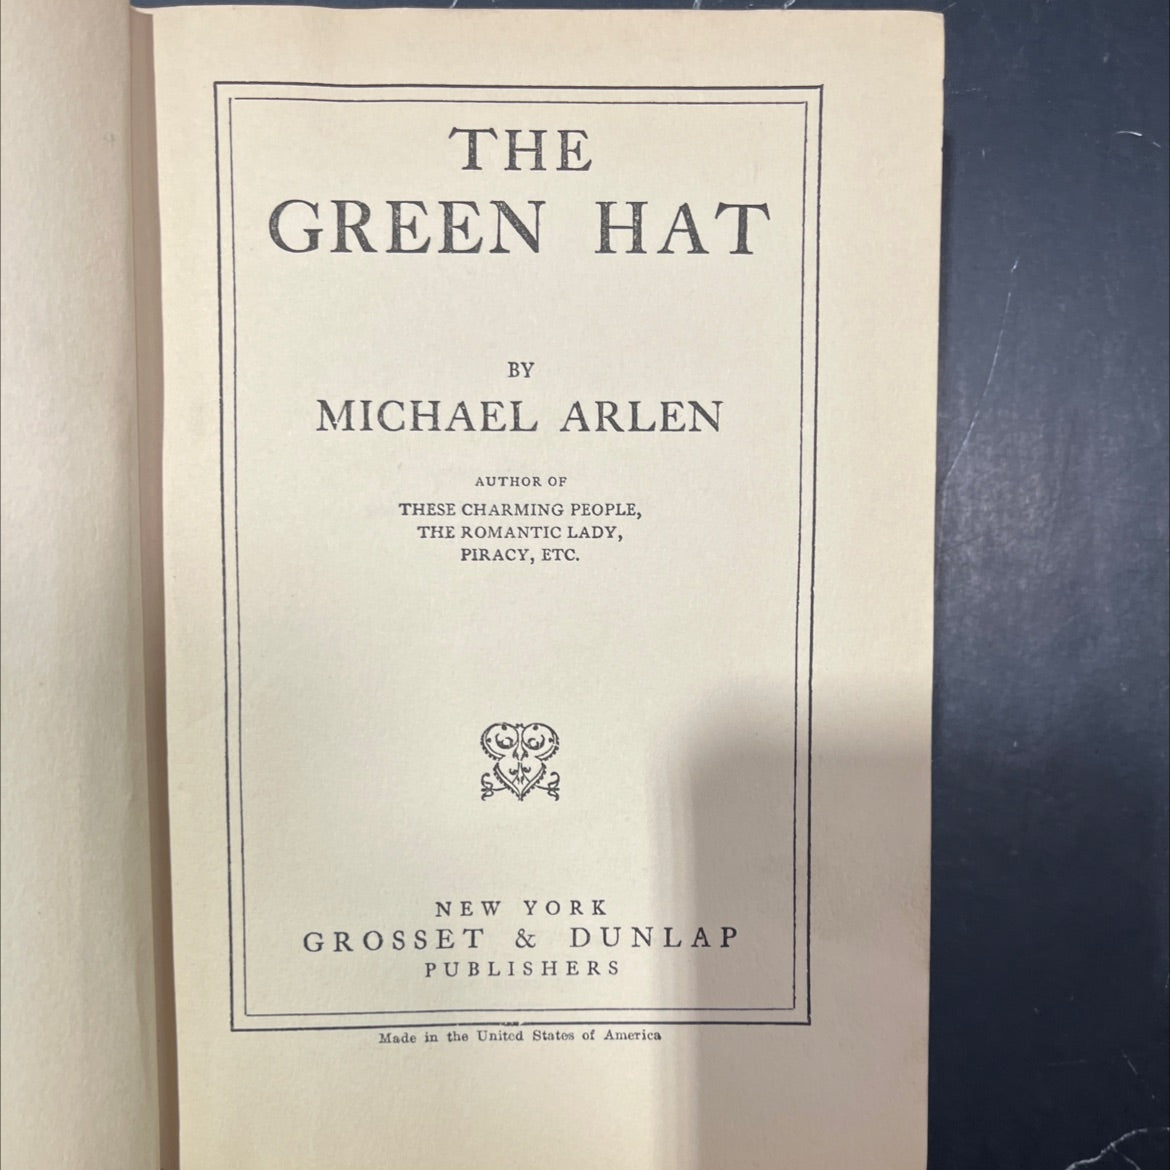 THE
GREEN HAT
BY
MICHAEL ARLEN
AUTHOR OF
THESE CHARMING PEOPLE,
THE ROMANTIC LADY,
PIRACY, ETC.
NEW YORK
GROSSET & DUNLAP
PUBLISHERS
Made in the United States of America